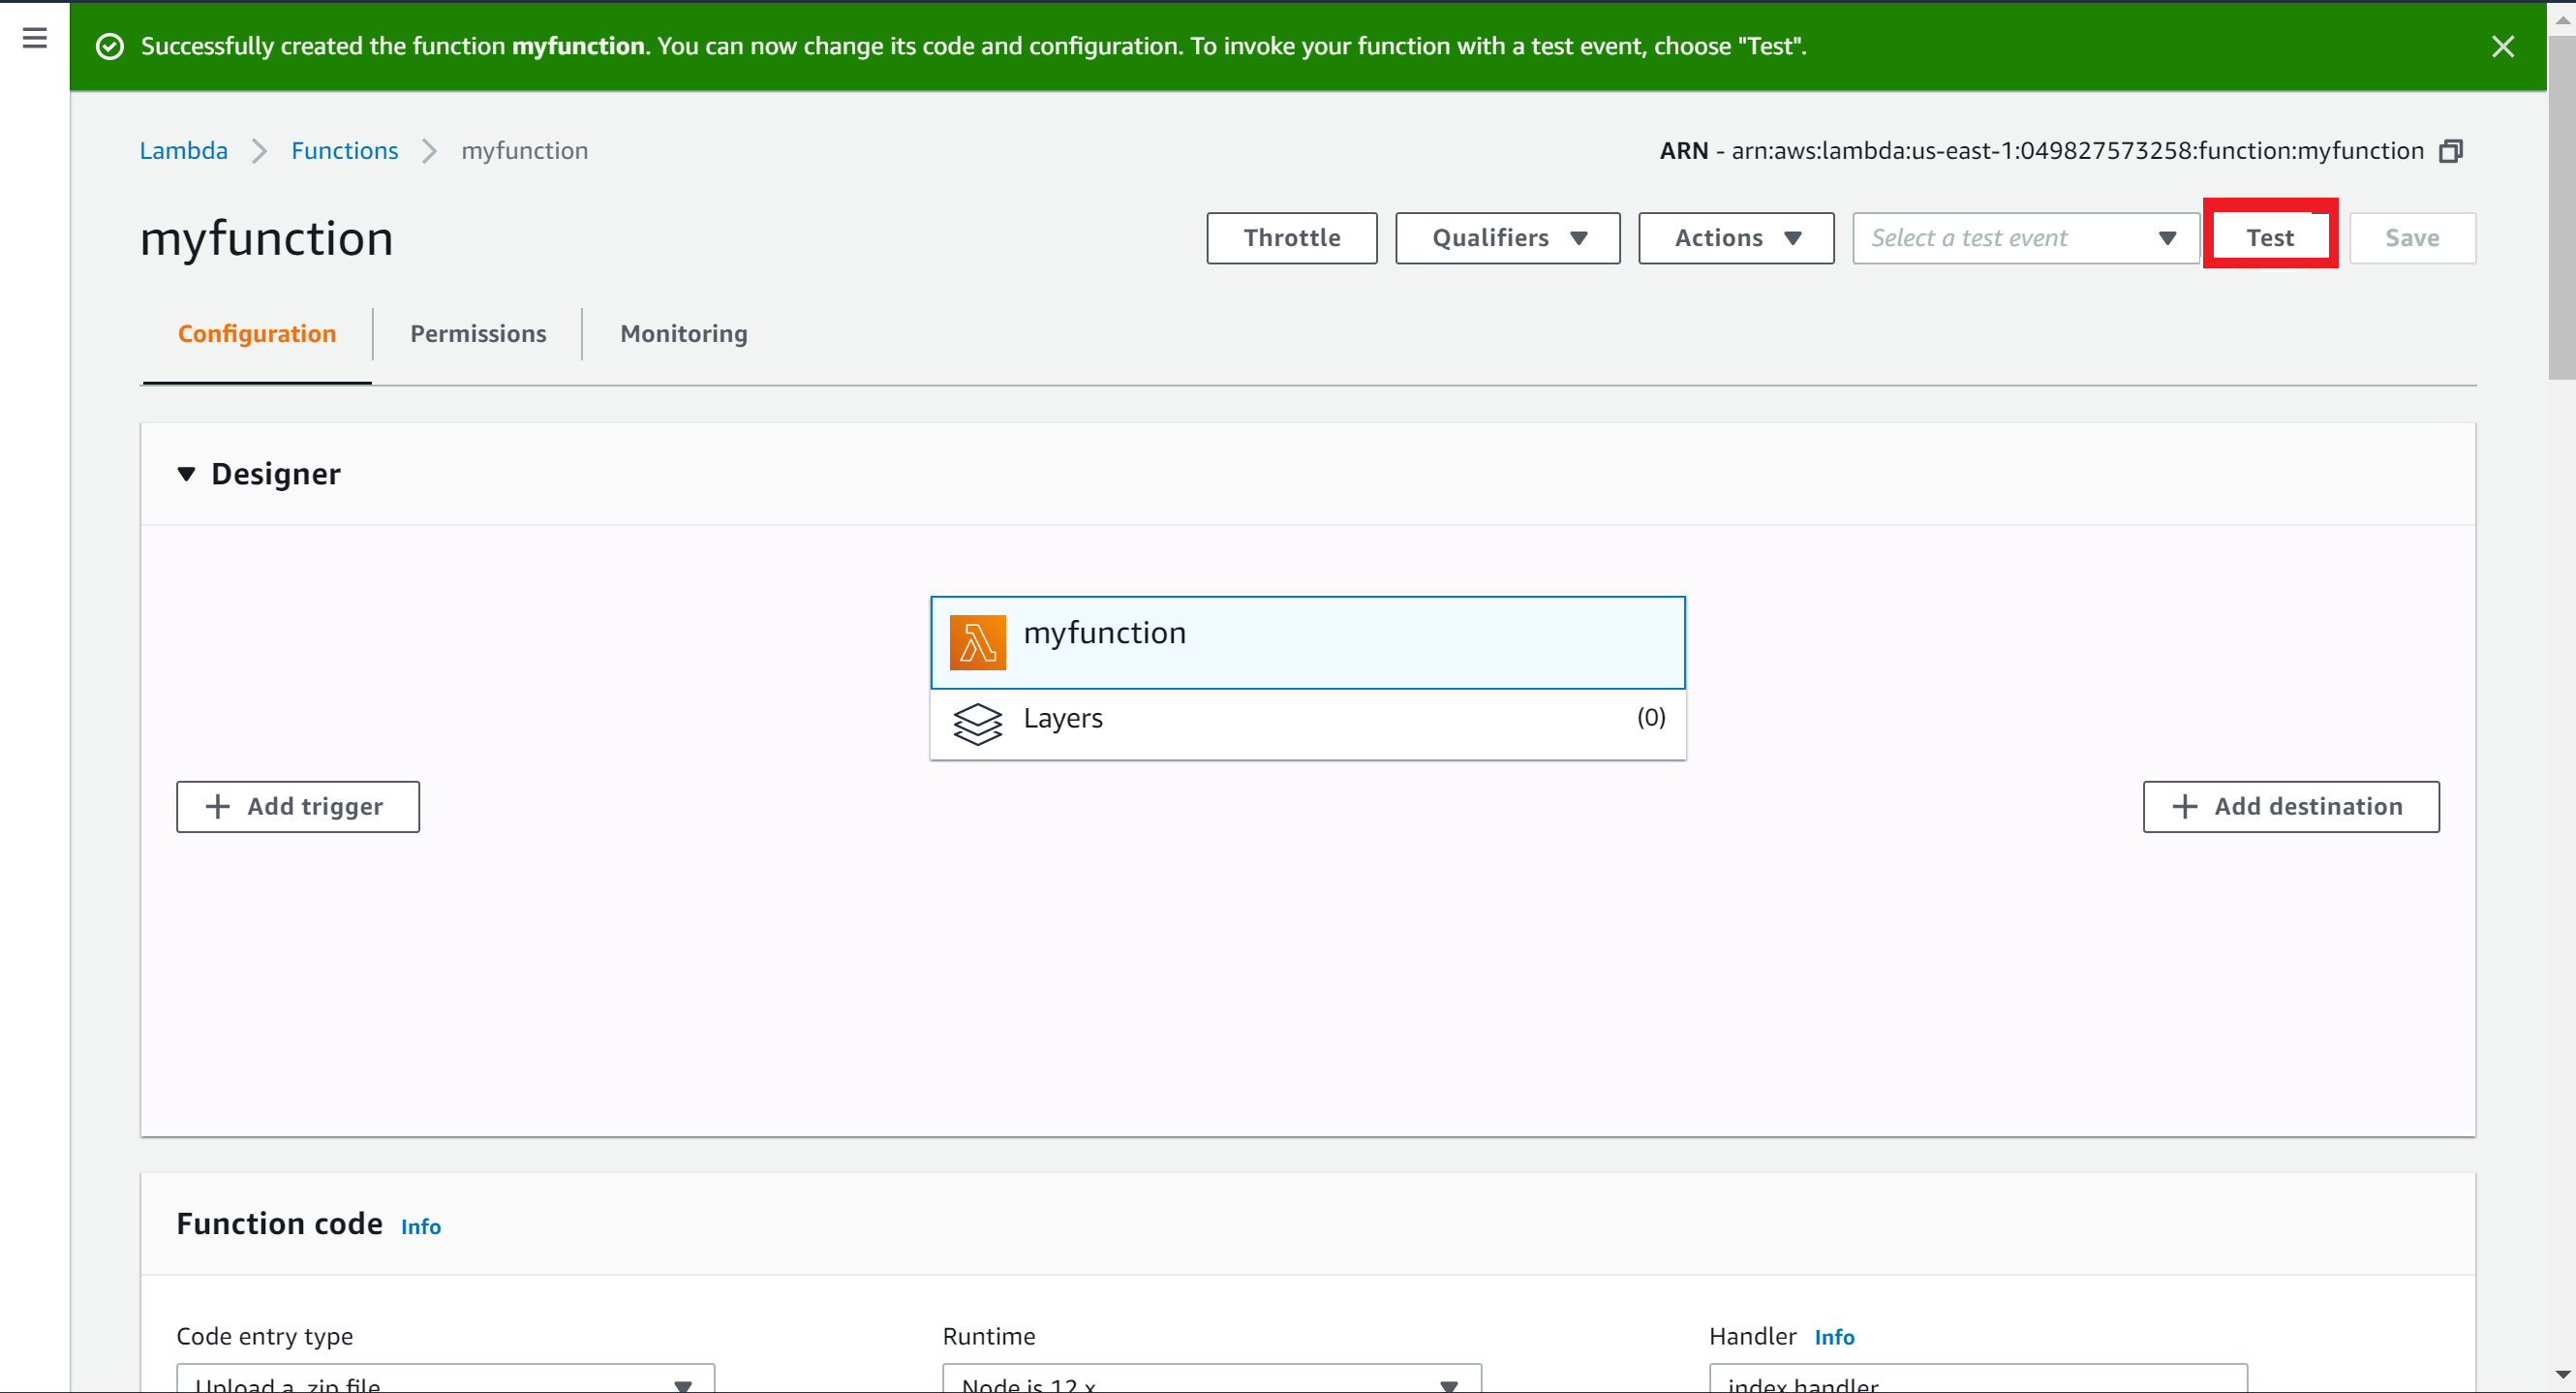 Successfully created the function myfunction. You can now change its code and configuration. To invoke your function with a test event, choose "Test".
Lambda Functions myfunction
ARN - arn:aws:lambda:us-east-1:049827573258:function:myfunction
myfunction
Throttle Qualifiers Actions Select a test event Test Save
Configuration Permissions Monitoring
Designer
myfunction
Layers (0)
Add trigger
Add destination
Function code Info
Code entry type Runtime Handler Info
Upload a .zip file Node.js 12.x index.handler